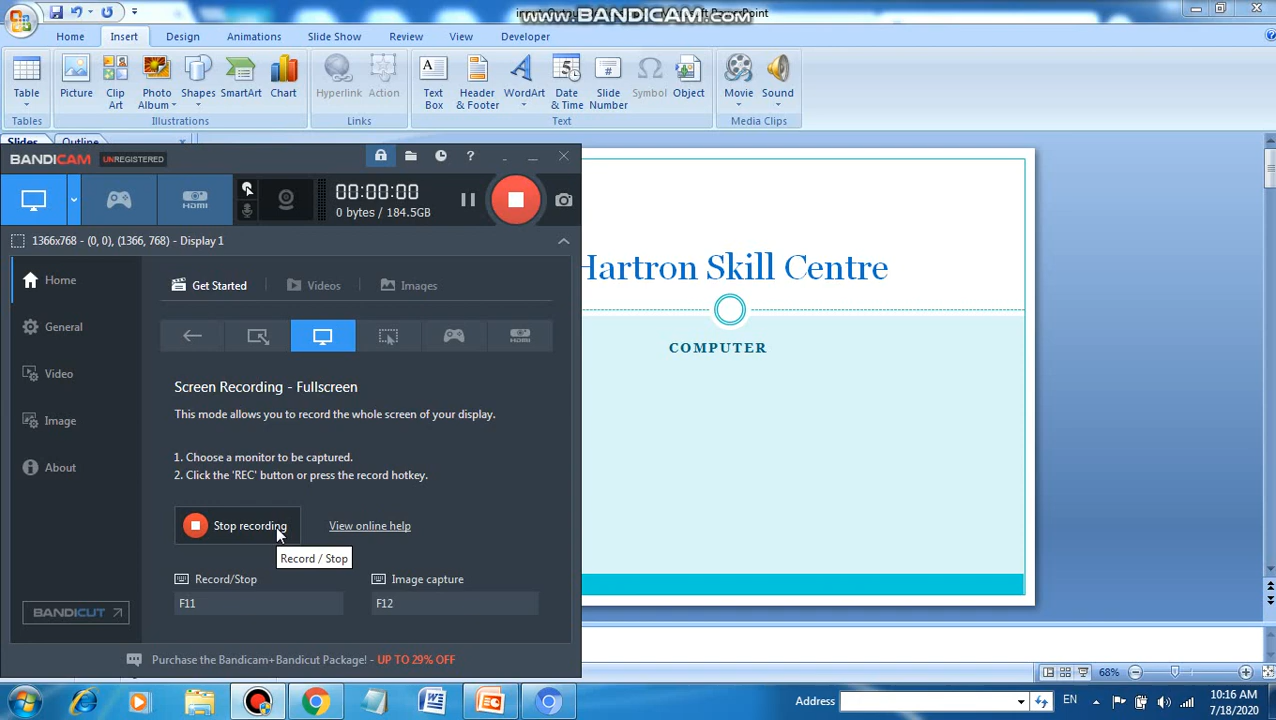 www.BANDICAM.com
Home Insert Design Animations Slide Show Review View Developer
Table Picture Clip Art Photo Album Shapes SmartArt Chart Hyperlink Action Text Box Header & Footer WordArt Date & Time Slide Number Symbol Object Movie Sound
Tables Illustrations Links Text Media Clips
Slides Outline
BANDICAM UNREGISTERED
00:00:00
0 bytes / 184.5GB
HDMI
1366x768 - (0, 0), (1366, 768) - Display 1
Home
General
Video
Image
About
BANDICUT
Get Started Videos Images
HDMI
Screen Recording - Fullscreen
This mode allows you to record the whole screen of your display.
1. Choose a monitor to be captured.
2. Click the 'REC' button or press the record hotkey.
Stop recording View online help
Record / Stop
Record/Stop Image capture
F11 F12
Purchase the Bandicam+Bandicut Package! - UP TO 29% OFF
Hartron Skill Centre
COMPUTER
68%
Address EN 10:16 AM
7/18/2020